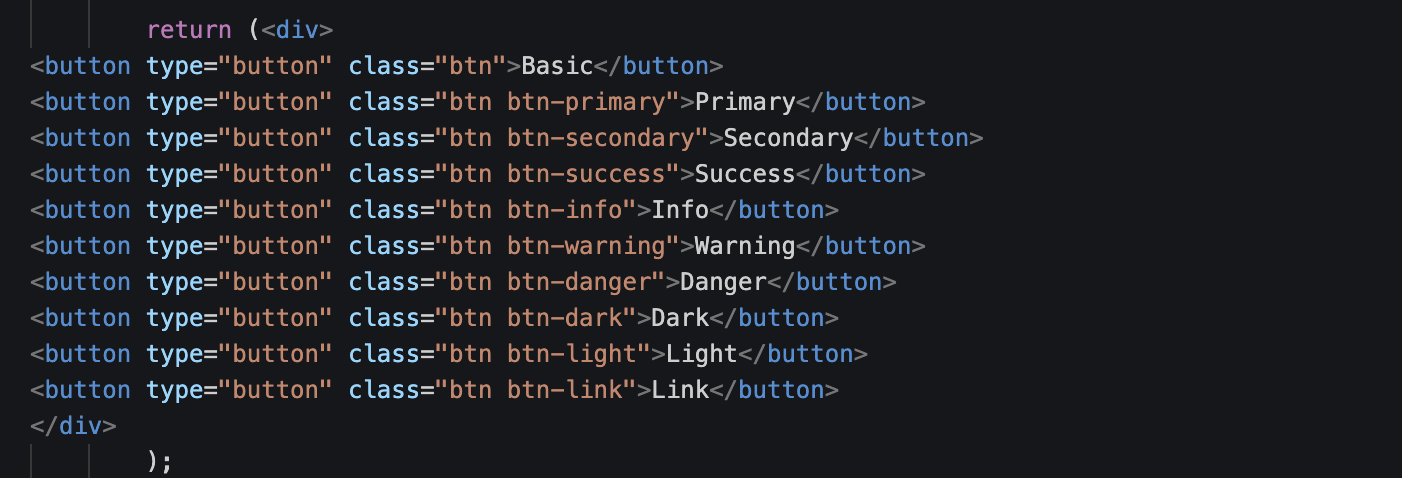 return (<div>
<button type="button" class="btn">Basic</button>
<button type="button" class="btn btn-primary">Primary</button>
<button type="button" class="btn btn-secondary">Secondary</button>
<button type="button" class="btn btn-success">Success</button>
<button type="button" class="btn btn-info">Info</button>
<button type="button" class="btn btn-warning">Warning</button>
<button type="button" class="btn btn-danger">Danger</button>
<button type="button" class="btn btn-dark">Dark</button>
<button type="button" class="btn btn-light">Light</button>
<button type="button" class="btn btn-link">Link</button>
</div>
);